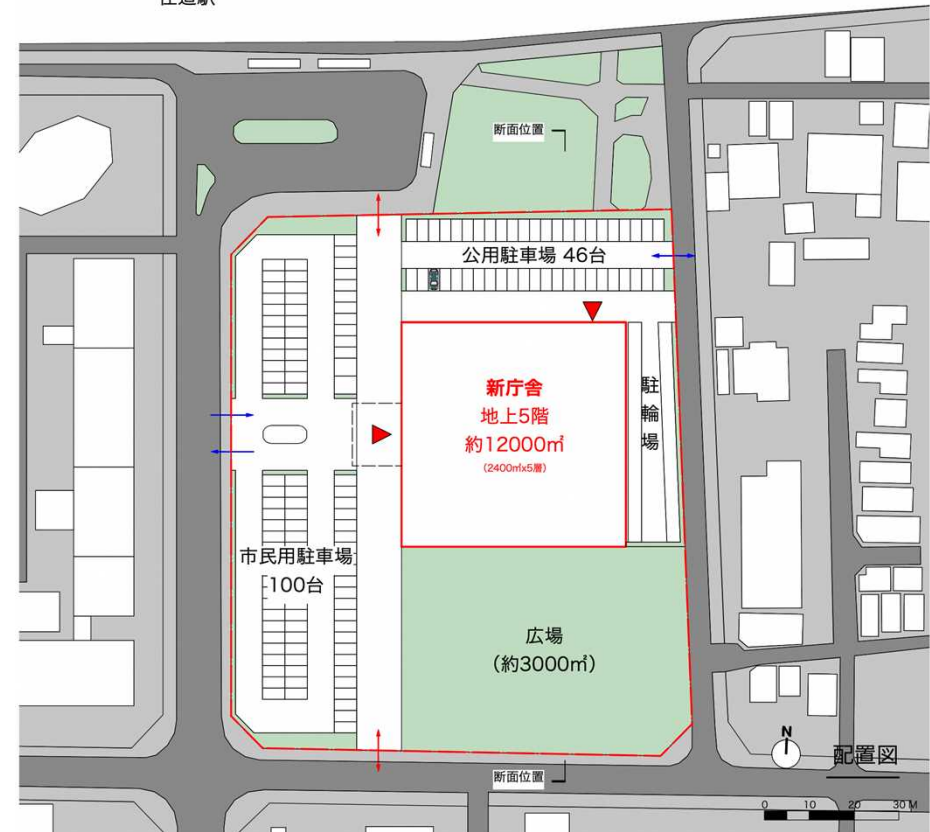 断面位置
公用駐車場 46台
新庁舎
地上5階
約12000㎡
(2400㎡x5層)
駐輪場
市民用駐車場
100台
広場
(約3000㎡)
断面位置
N
配置図
0 10 20 30 M